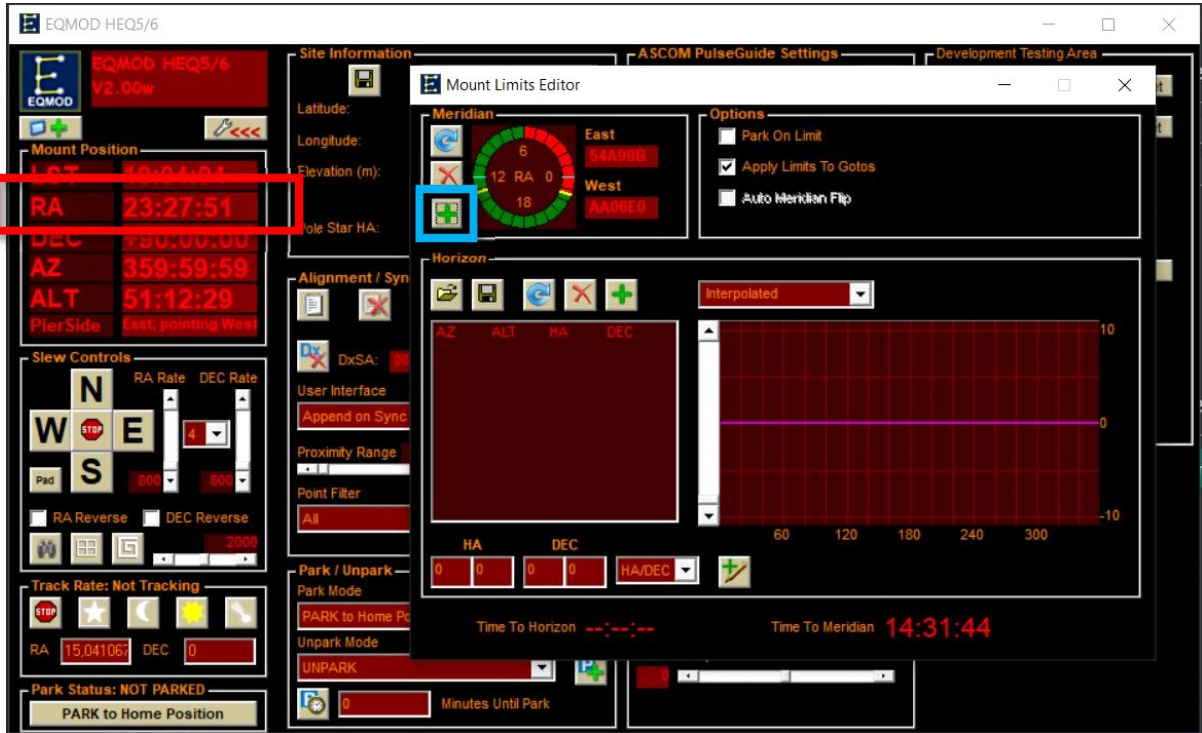 EQMOD HEQ5/6
EQMOD HEQ5/6
V2.00w
EQMOD
<<<
Mount Position
LST
RA 23:27:51
DEC +90:00:00
AZ 359:59:59
ALT 51:12:29
PierSide East, pointing West
Slew Controls
RA Rate DEC Rate
N
W STOP E
S
4
Pad
800 800
RA Reverse DEC Reverse
2000
Track Rate: Not Tracking
STOP
RA 15,041067 DEC 0
Park Status: NOT PARKED
PARK to Home Position
Site Information
Latitude:
Longitude:
Elevation (m):
Pole Star HA:
Alignment / Syn
DxSA:
User Interface
Append on Sync
Proximity Range
Point Filter
All
Park / Unpark
Park Mode
PARK to Home Po
Unpark Mode
UNPARK
0 Minutes Until Park
ASCOM PulseGuide Settings
0
Development Testing Area
Mount Limits Editor
Meridian
6
12 RA 0
18
East
54A98B
West
AA06E0
Options
Park On Limit
Apply Limits To Gotos
Auto Meridian Flip
Horizon
Interpolated
AZ ALT HA DEC
10
0
-10
60 120 180 240 300
HA DEC
0 0 0 0 HA/DEC
Time To Horizon --:--:--
Time To Meridian 14:31:44